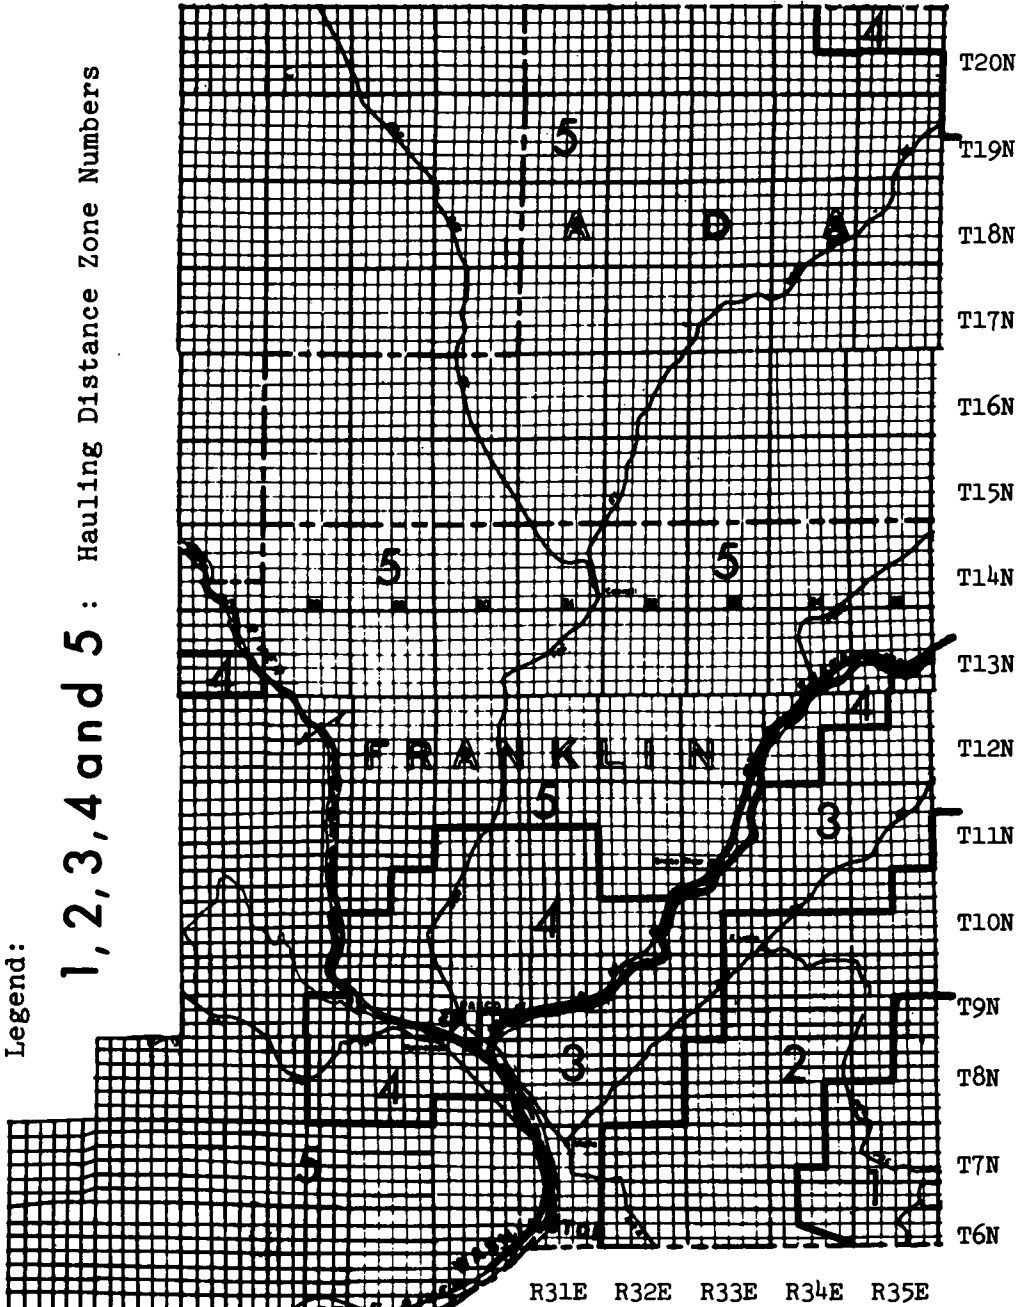 Legend:
1, 2, 3, 4 and 5 : Hauling Distance Zone Numbers
4
T20N
5
T19N
A D A
T18N
T17N
T16N
T15N
5
5
T14N
4
T13N
4
FRANKLIN
T12N
5
3
T11N
4
T10N
T9N
3
2
T8N
4
5
T7N
1
T6N
R31E R32E R33E R34E R35E